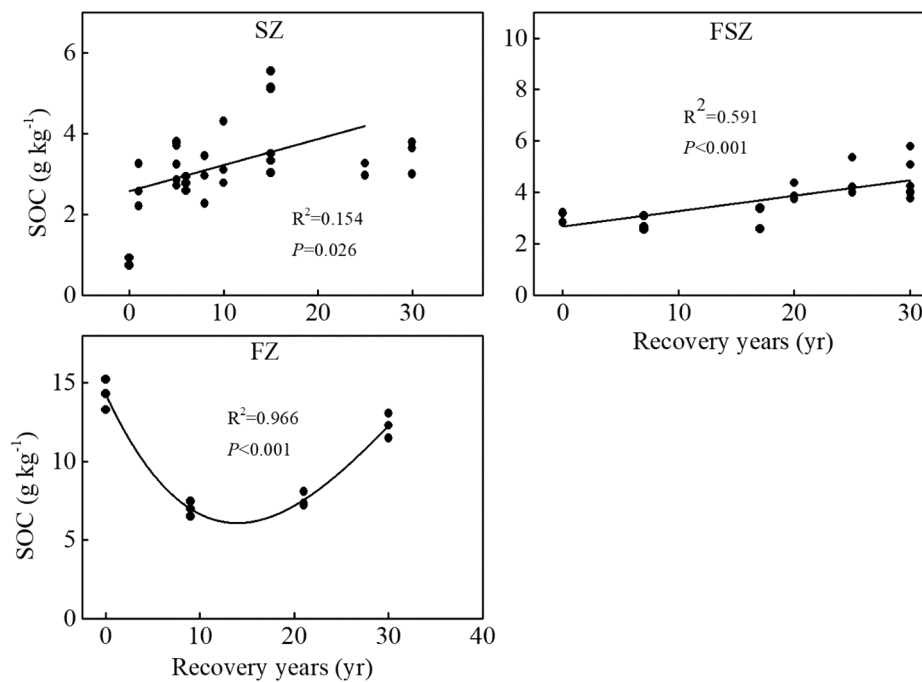 SZ
6
4
2
0
SOC (g kg⁻¹)
R²=0.154
P=0.026
0 10 20 30
FSZ
10
8
6
4
2
0
R²=0.591
P<0.001
0 10 20 30
Recovery years (yr)
FZ
15
10
5
0
SOC (g kg⁻¹)
R²=0.966
P<0.001
0 10 20 30 40
Recovery years (yr)